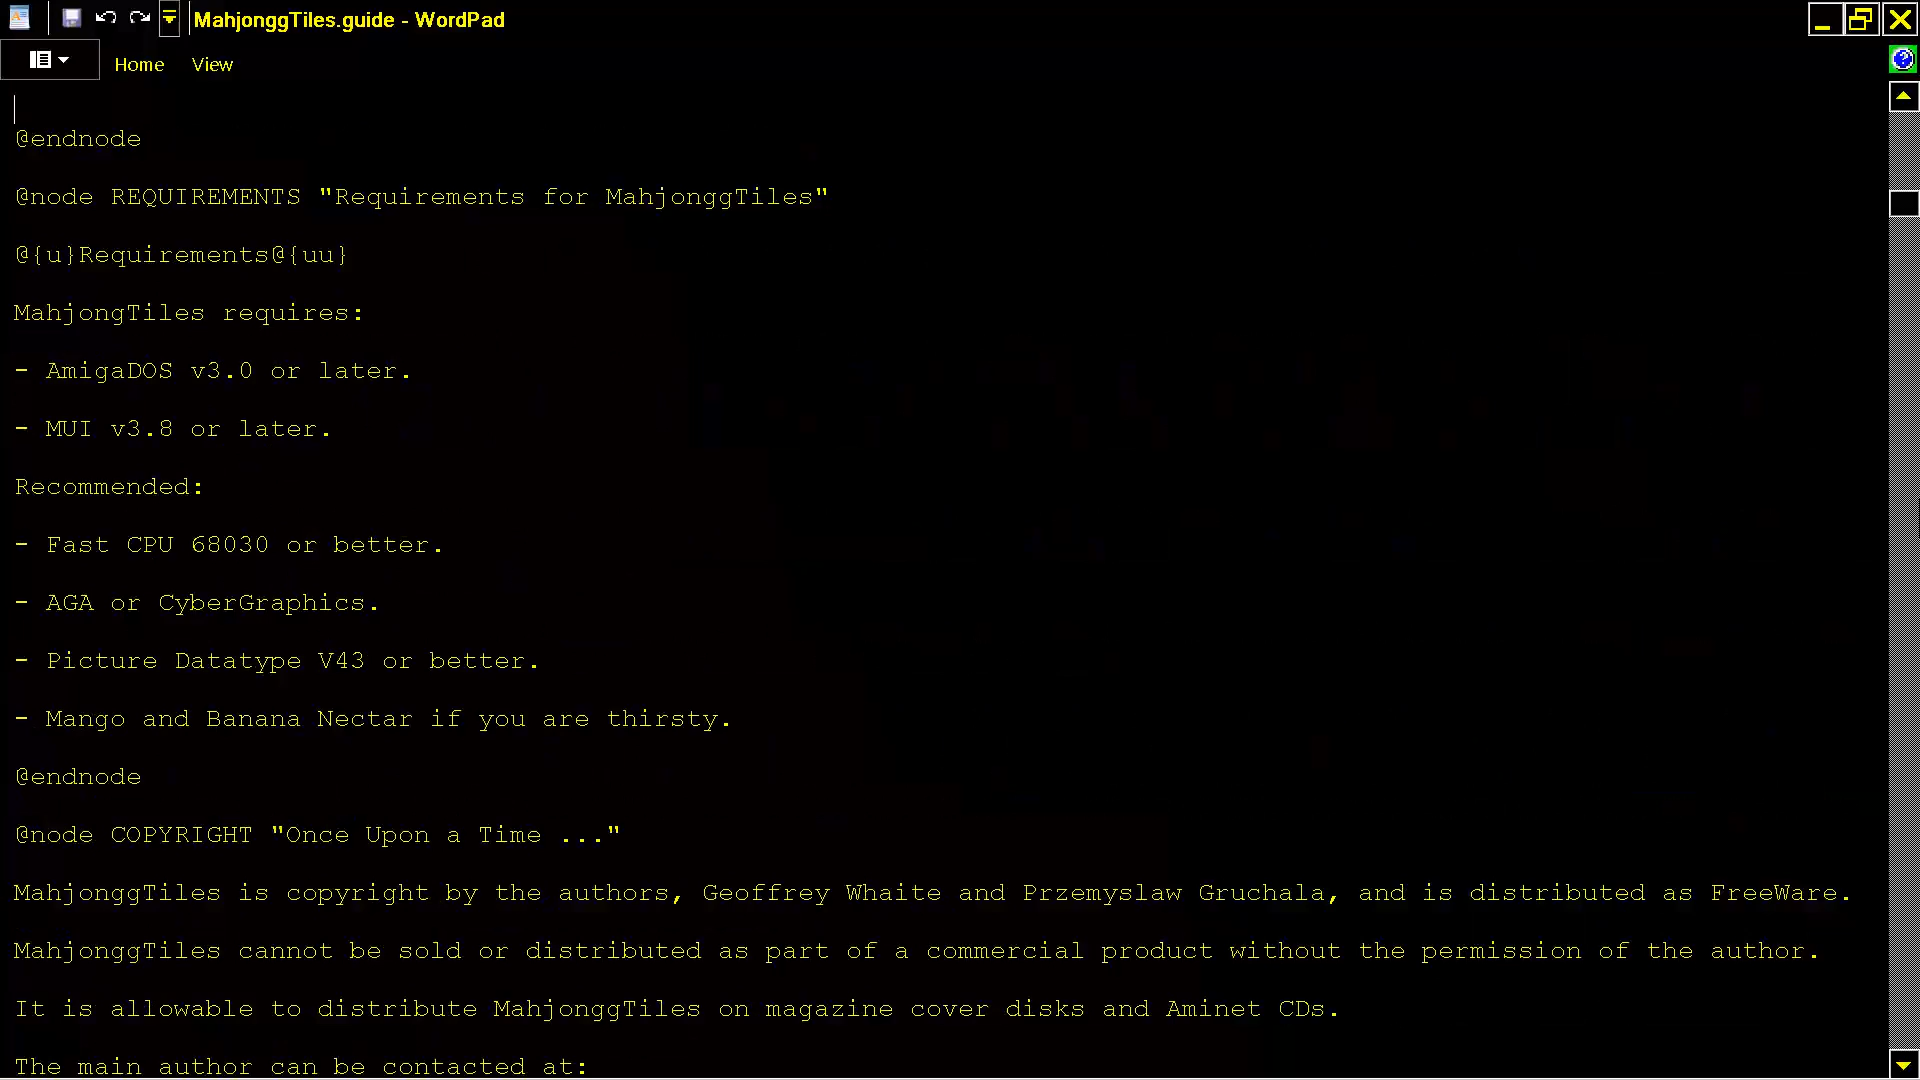 MahjonggTiles.guide - WordPad
Home View
@endnode
@node REQUIREMENTS "Requirements for MahjonggTiles"
@{u}Requirements@{uu}
MahjongTiles requires:
- AmigaDOS v3.0 or later.
- MUI v3.8 or later.
Recommended:
- Fast CPU 68030 or better.
- AGA or CyberGraphics.
- Picture Datatype V43 or better.
- Mango and Banana Nectar if you are thirsty.
@endnode
@node COPYRIGHT "Once Upon a Time ..."
MahjonggTiles is copyright by the authors, Geoffrey Whaite and Przemyslaw Gruchala, and is distributed as FreeWare.
MahjonggTiles cannot be sold or distributed as part of a commercial product without the permission of the author.
It is allowable to distribute MahjonggTiles on magazine cover disks and Aminet CDs.
The main author can be contacted at: